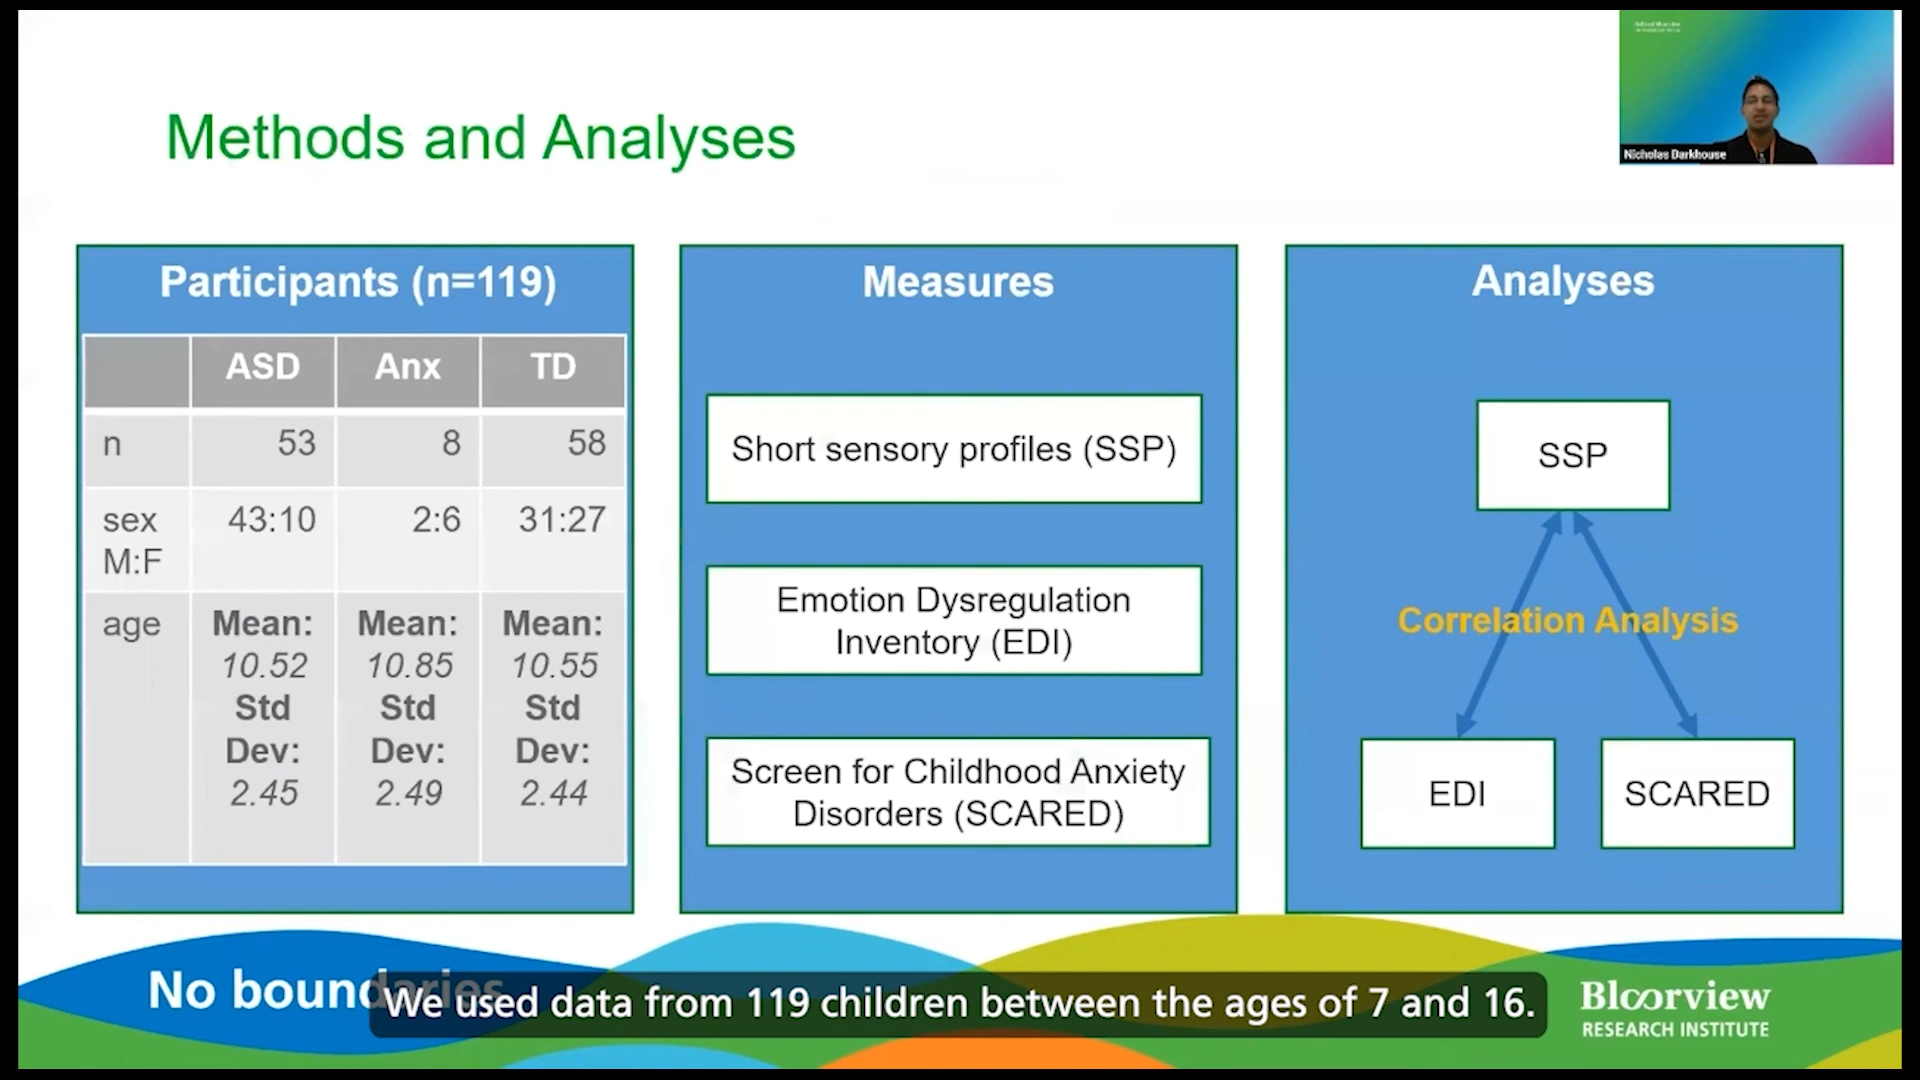 Methods and Analyses
Nicholas Darkhouse
Participants (n=119)
ASD Anx TD
n 53 8 58
sex 43:10 2:6 31:27
M:F
age Mean: Mean: Mean:
10.52 10.85 10.55
Std Std Std
Dev: Dev: Dev:
2.45 2.49 2.44
Measures
Short sensory profiles (SSP)
Emotion Dysregulation
Inventory (EDI)
Screen for Childhood Anxiety
Disorders (SCARED)
Analyses
SSP
Correlation Analysis
EDI SCARED
No boundaries
We used data from 119 children between the ages of 7 and 16.
Bloorview
RESEARCH INSTITUTE